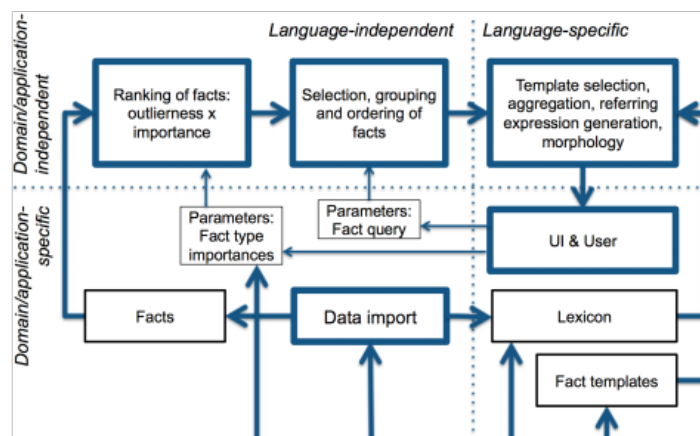 Language-independent
Language-specific
Domain/application-
independent
Ranking of facts:
outlierness x
importance
Selection, grouping
and ordering of
facts
Template selection,
aggregation, referring
expression generation,
morphology
Domain/application-
specific
Parameters:
Fact type
importances
Parameters:
Fact query
UI & User
Facts
Data import
Lexicon
Fact templates